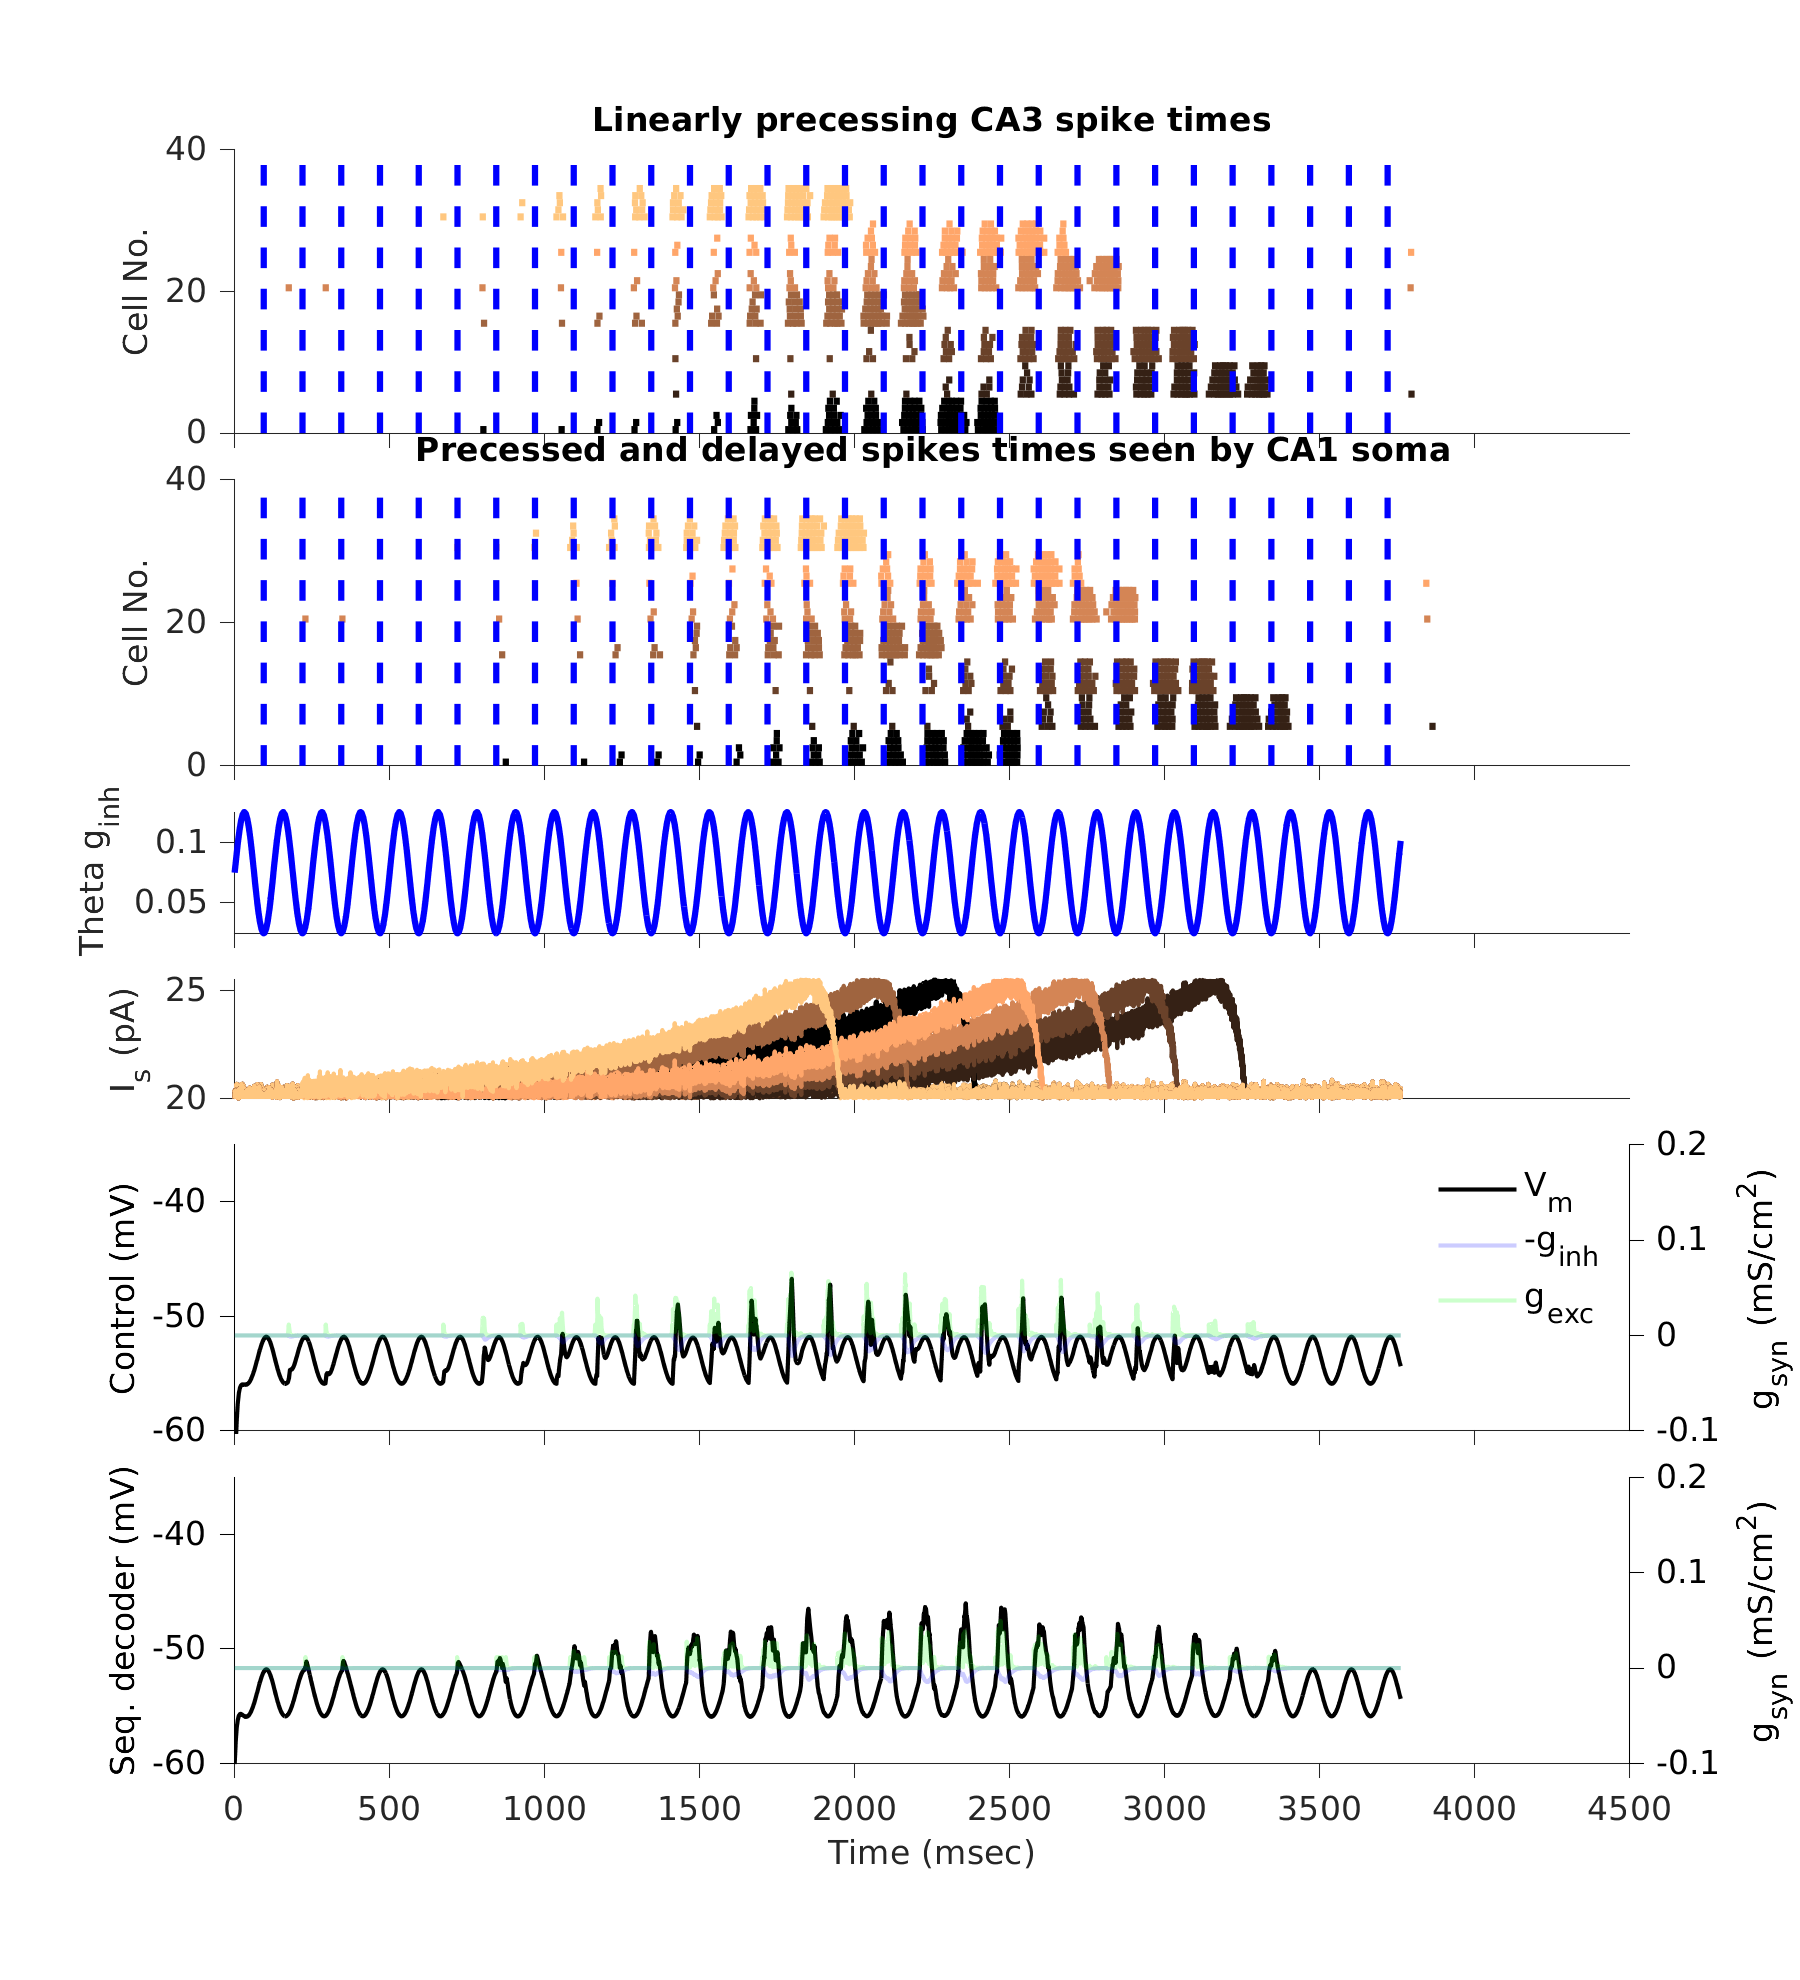 Linearly precessing CA3 spike times
40
20
0
Cell No.
Precessed and delayed spikes times seen by CA1 soma
40
20
0
Cell No.
0.1
0.05
Theta g_inh
25
20
I_s (pA)
-40
-50
-60
Control (mV)
V_m
-g_inh
g_exc
0.2
0.1
0
-0.1
g_syn (mS/cm^2)
-40
-50
-60
Seq. decoder (mV)
0.2
0.1
0
-0.1
g_syn (mS/cm^2)
0 500 1000 1500 2000 2500 3000 3500 4000 4500
Time (msec)